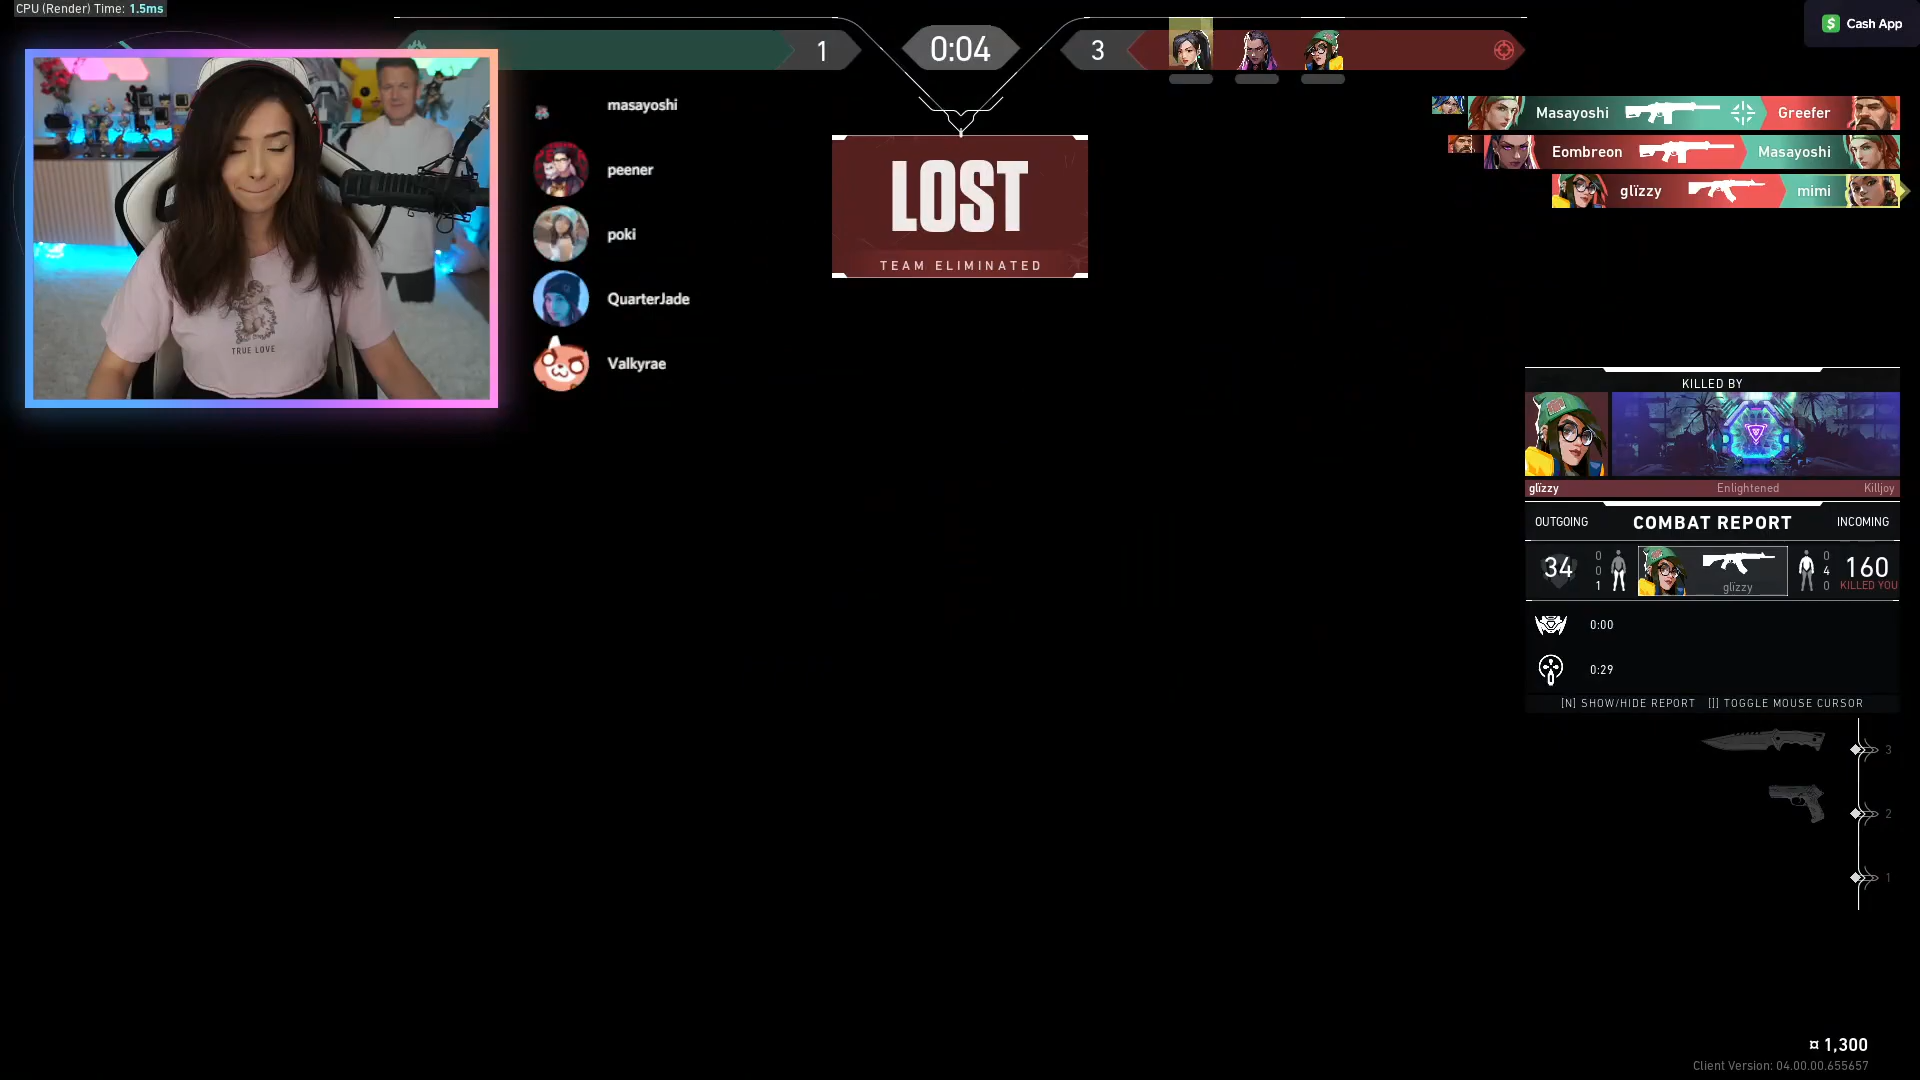 CPU (Render) Time: 1.5ms
1
0:04
3
Cash App
masayoshi
peener
poki
QuarterJade
Valkyrae
LOST
TEAM ELIMINATED
Masayoshi
Greefer
Eombreon
Masayoshi
glïzzy
mimi
TRUE LOVE
KILLED BY
glïzzy
Enlightened
Killjoy
OUTGOING
COMBAT REPORT
INCOMING
34
0
0
1
glïzzy
0
4
0
160
KILLED YOU
0:00
0:29
[N] SHOW/HIDE REPORT []] TOGGLE MOUSE CURSOR
3
2
1
¤ 1,300
Client Version: 04.00.00.655657